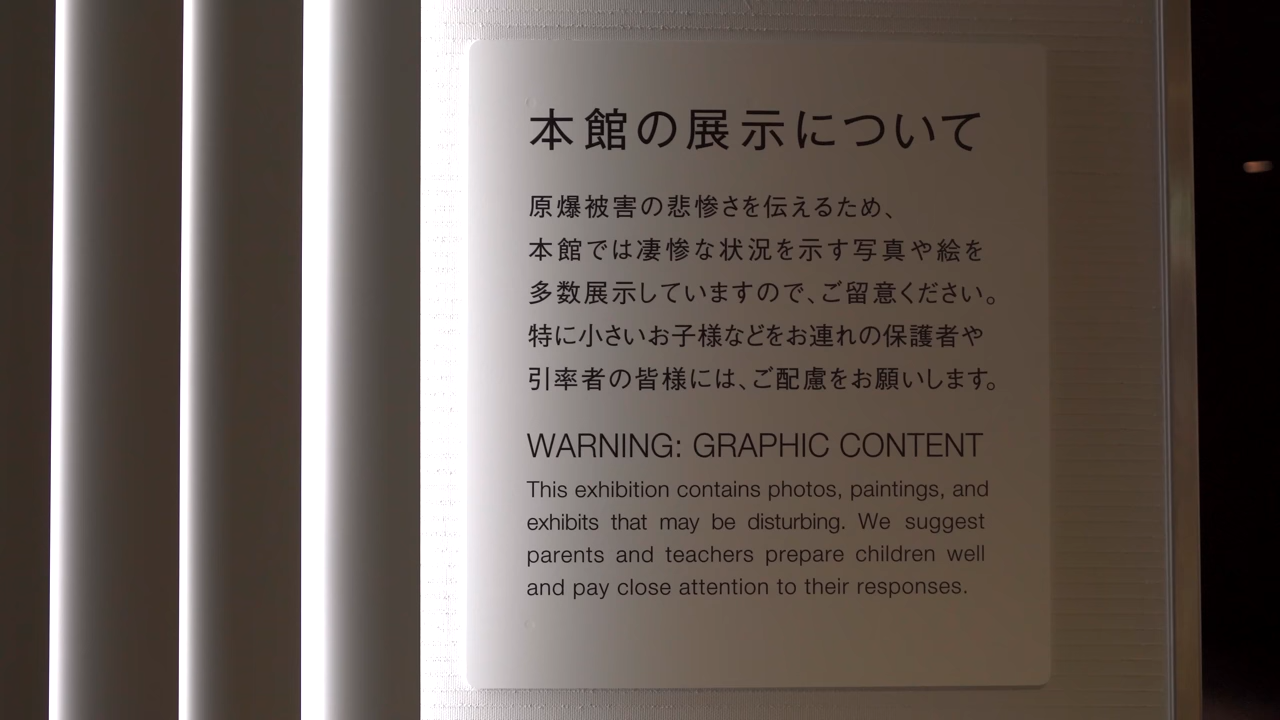 本館の展示について
原爆被害の悲惨さを伝えるため、
本館では凄惨な状況を示す写真や絵を
多数展示していますので、ご留意ください。
特に小さいお子様などをお連れの保護者や
引率者の皆様には、ご配慮をお願いします。
WARNING: GRAPHIC CONTENT
This exhibition contains photos, paintings, and
exhibits that may be disturbing. We suggest
parents and teachers prepare children well
and pay close attention to their responses.